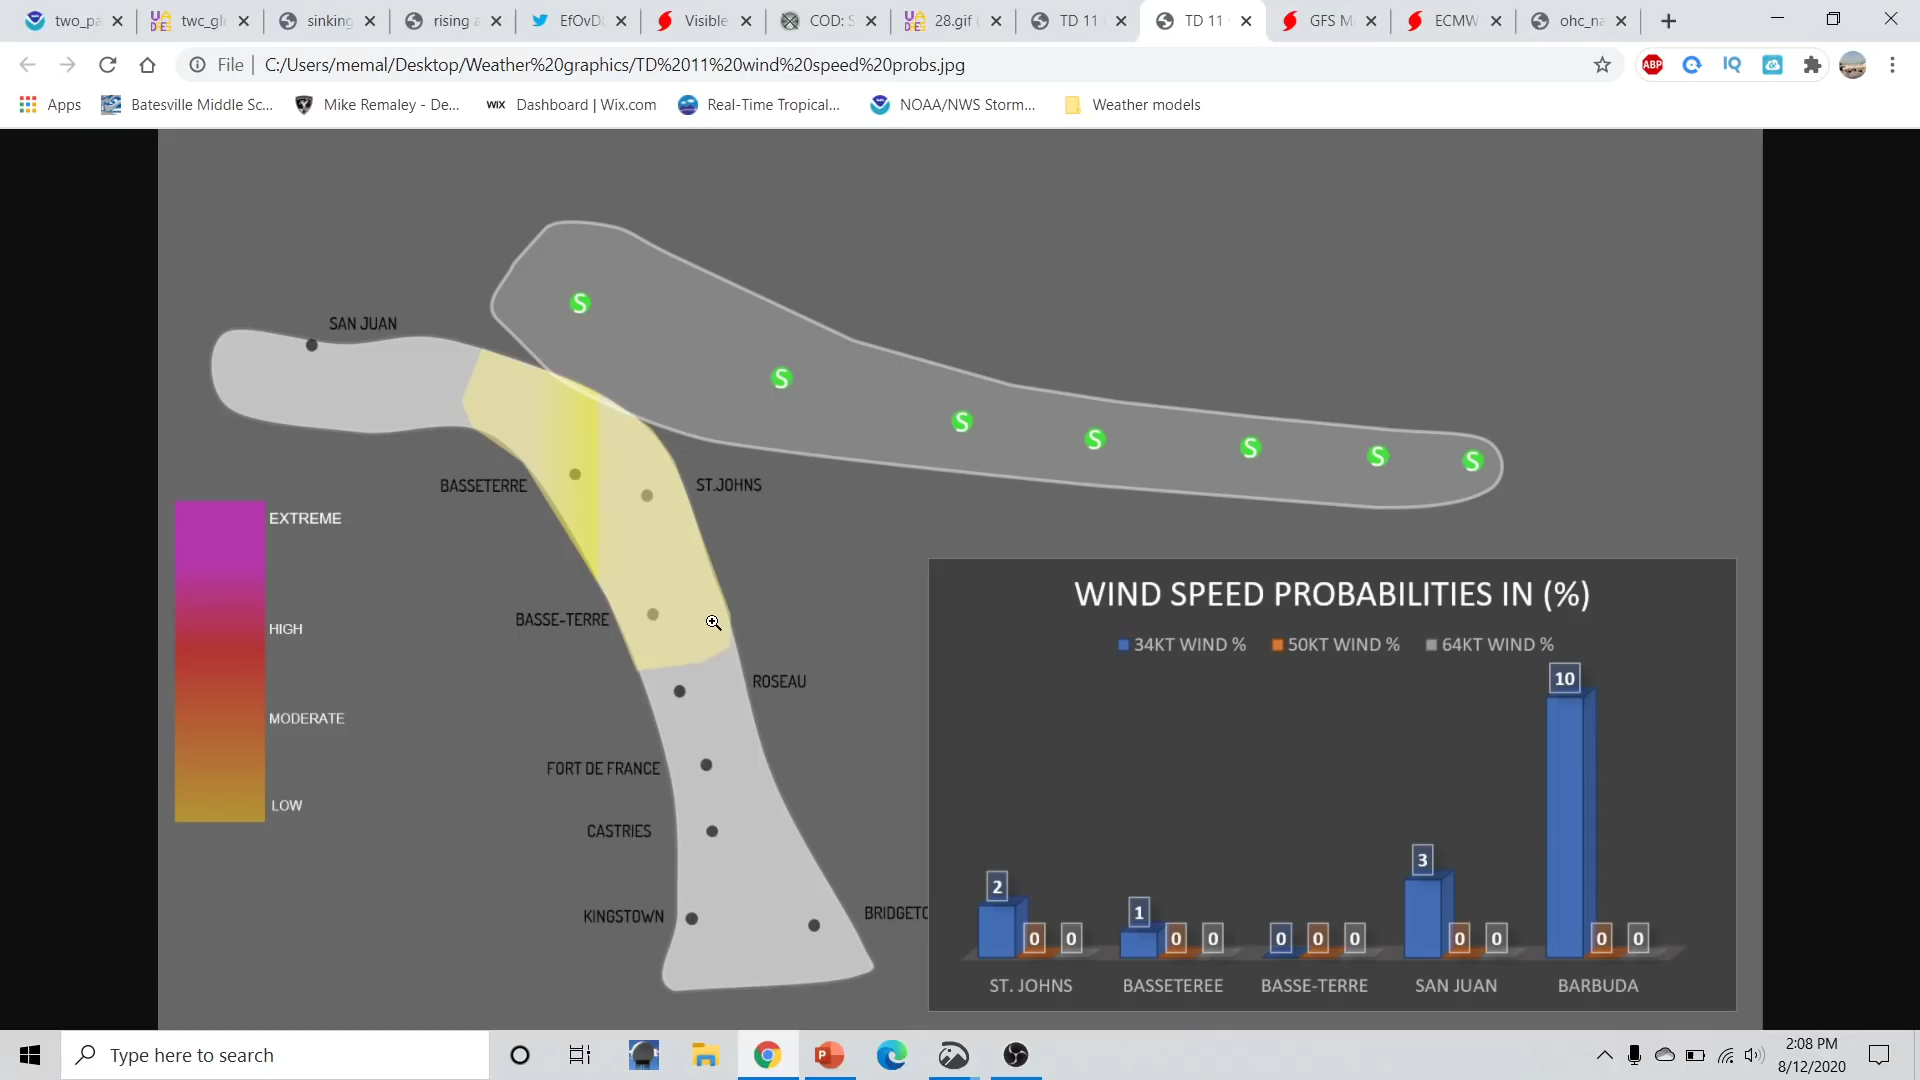 two_pa
twc_gl
sinking
rising a
EfOvD
Visible
COD: S
28.gif (
TD 11
TD 11
GFS M
ECMW
ohc_na
File
C:/Users/memal/Desktop/Weather%20graphics/TD%2011%20wind%20speed%20probs.jpg
ABP
IQ
Apps
Batesville Middle Sc...
Mike Remaley - De...
WIX
Dashboard | Wix.com
Real-Time Tropical...
NOAA/NWS Storm...
Weather models
S
SAN JUAN
S
S
S
S
S
S
BASSETERRE
ST.JOHNS
EXTREME
HIGH
MODERATE
LOW
BASSE-TERRE
ROSEAU
FORT DE FRANCE
CASTRIES
KINGSTOWN
BRIDGETO
WIND SPEED PROBABILITIES IN (%)
34KT WIND %
50KT WIND %
64KT WIND %
2
0
0
1
0
0
0
0
0
3
0
0
10
0
0
ST. JOHNS
BASSETEREE
BASSE-TERRE
SAN JUAN
BARBUDA
Type here to search
2:08 PM
8/12/2020